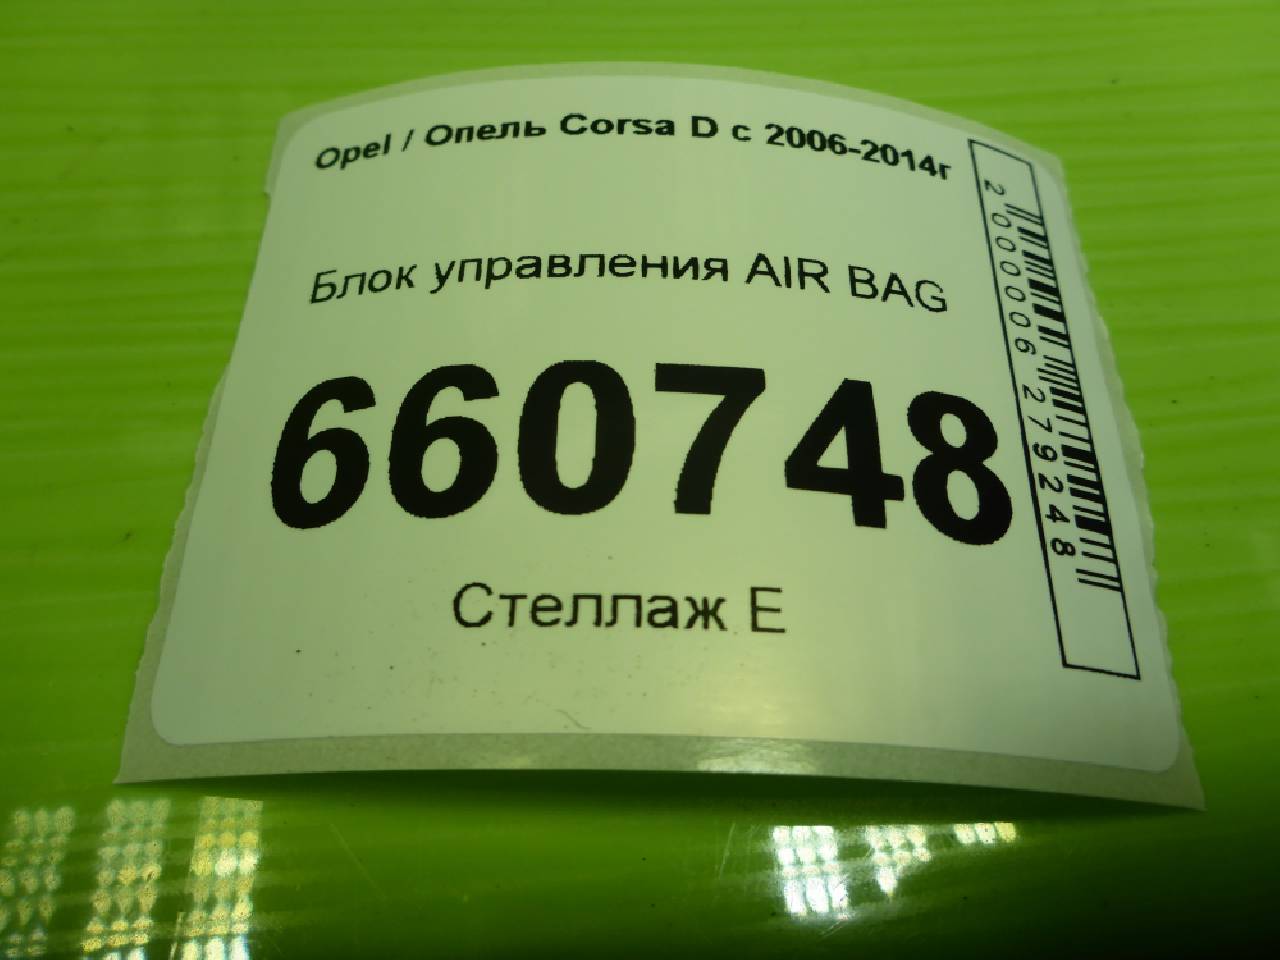 Opel / Опель Corsa D с 2006-2014г
Блок управления AIR BAG
660748
Стеллаж Е
2000006279248